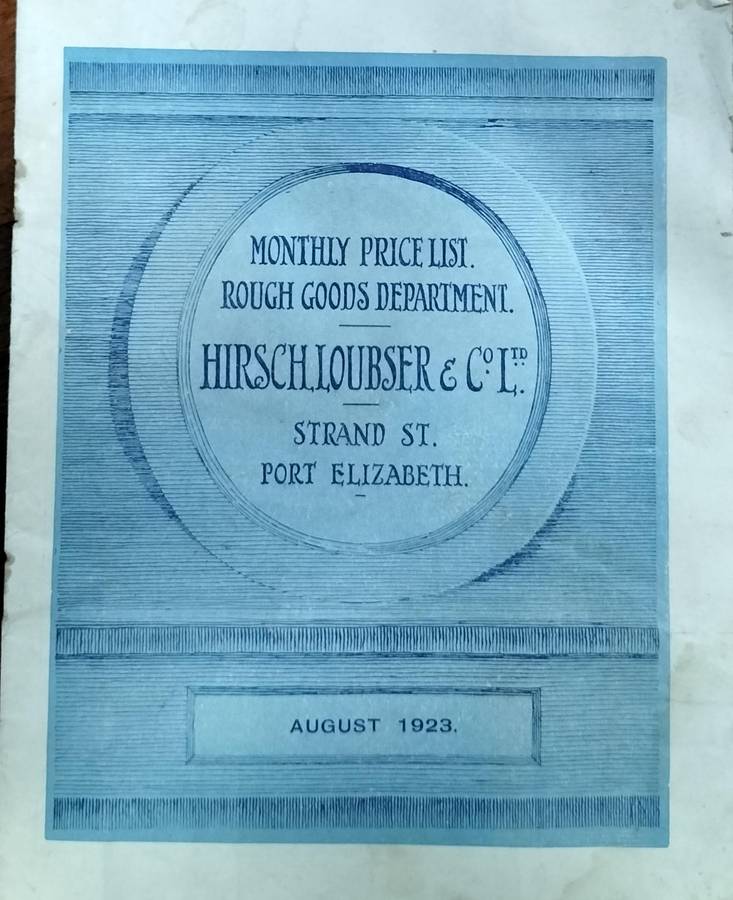 MONTHLY PRICE LIST.
ROUGH GOODS DEPARTMENT.
HIRSCH, LOUBSER & Co. LTD.
STRAND ST.
PORT ELIZABETH.
AUGUST 1923.